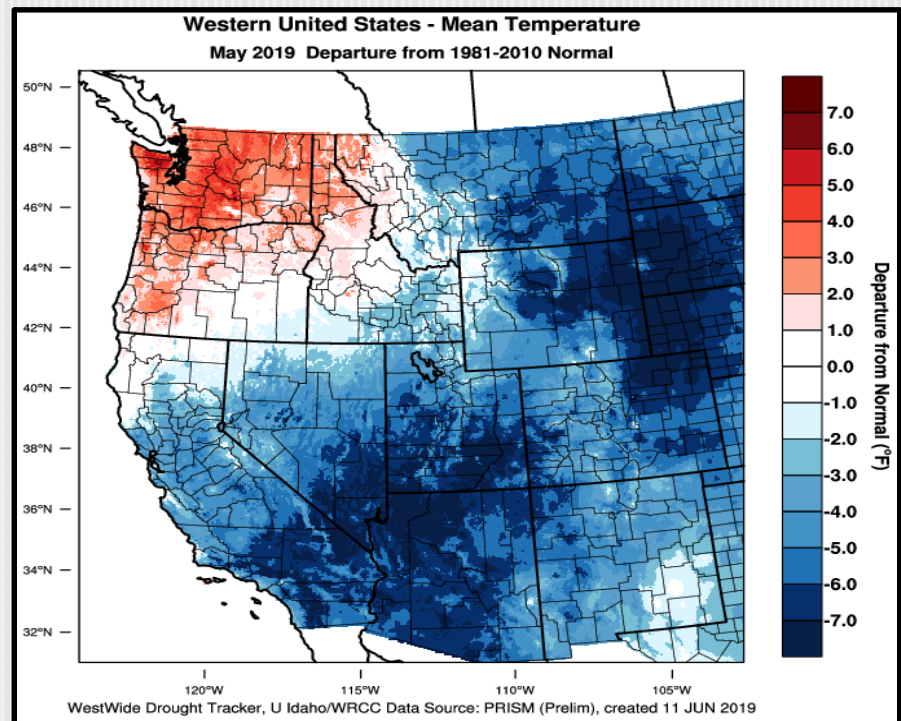 Western United States - Mean Temperature
May 2019 Departure from 1981-2010 Normal
50°N
48°N
46°N
44°N
42°N
40°N
38°N
36°N
34°N
32°N
120°W
115°W
110°W
105°W
7.0
6.0
5.0
4.0
3.0
2.0
1.0
0.0
-1.0
-2.0
-3.0
-4.0
-5.0
-6.0
-7.0
Departure from Normal (°F)
WestWide Drought Tracker, U Idaho/WRCC Data Source: PRISM (Prelim), created 11 JUN 2019